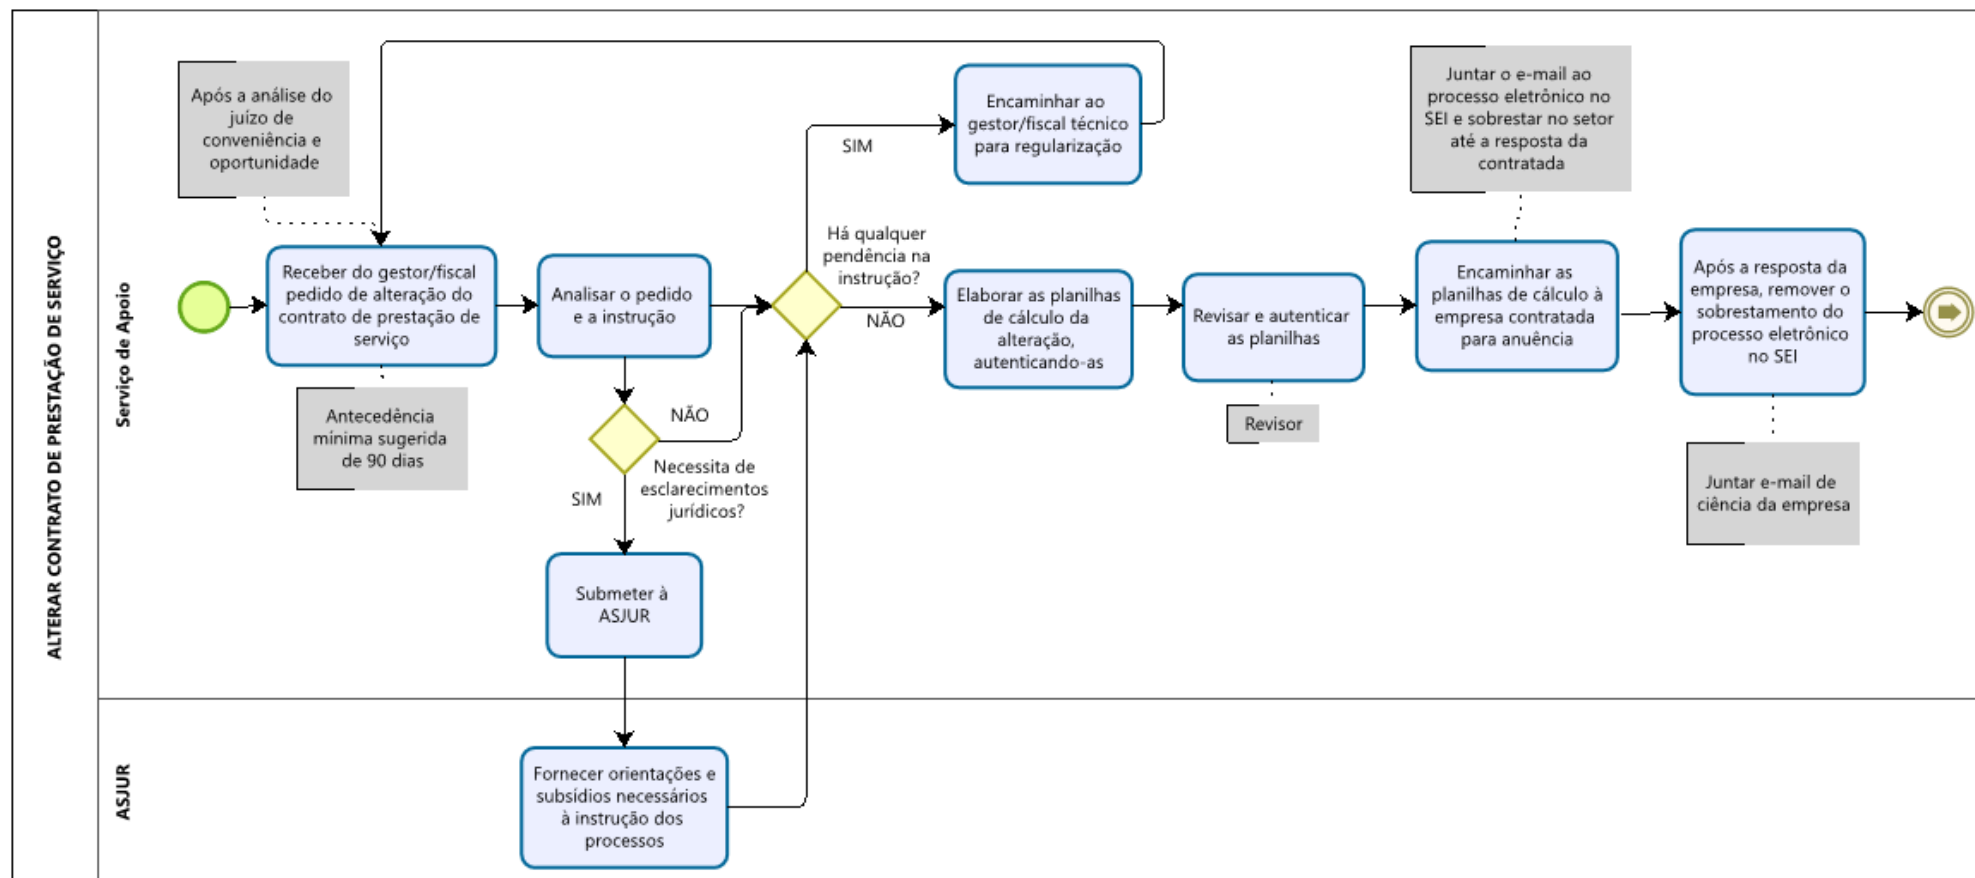 ALTERAR CONTRATO DE PRESTAÇÃO DE SERVIÇO
Serviço de Apoio
Após a análise do
juízo de
conveniência e
oportunidade
Receber do gestor/fiscal
pedido de alteração do
contrato de prestação de
serviço
Antecedência
mínima sugerida
de 90 dias
Analisar o pedido
e a instrução
NÃO
Necessita de
esclarecimentos
jurídicos?
SIM
Submeter à
ASJUR
Há qualquer
pendência na
instrução?
SIM
Encaminhar ao
gestor/fiscal técnico
para regularização
NÃO
Elaborar as planilhas
de cálculo da
alteração,
autenticando-as
Revisar e autenticar
as planilhas
Revisor
Juntar o e-mail ao
processo eletrônico no
SEI e sobrestar no setor
até a resposta da
contratada
Encaminhar as
planilhas de cálculo à
empresa contratada
para anuência
Após a resposta da
empresa, remover o
sobrestamento do
processo eletrônico
no SEI
Juntar e-mail de
ciência da empresa
ASJUR
Fornecer orientações e
subsídios necessários
à instrução dos
processos